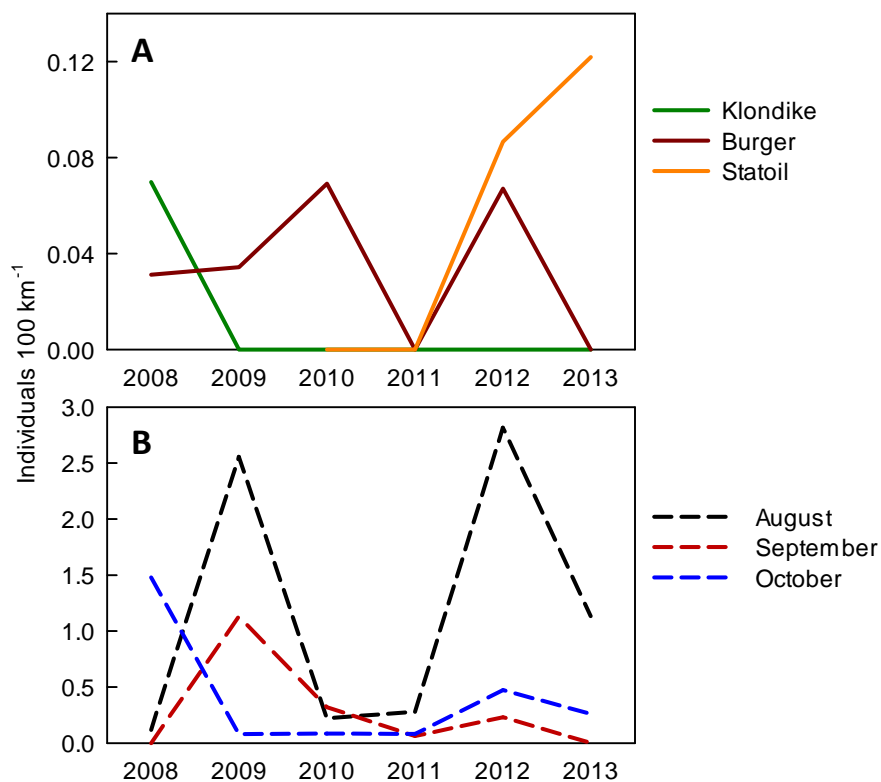 A
0.12
0.08
0.04
0.00
2008 2009 2010 2011 2012 2013
Klondike
Burger
Statoil
Individuals 100 km⁻¹
B
3.0
2.5
2.0
1.5
1.0
0.5
0.0
2008 2009 2010 2011 2012 2013
August
September
October